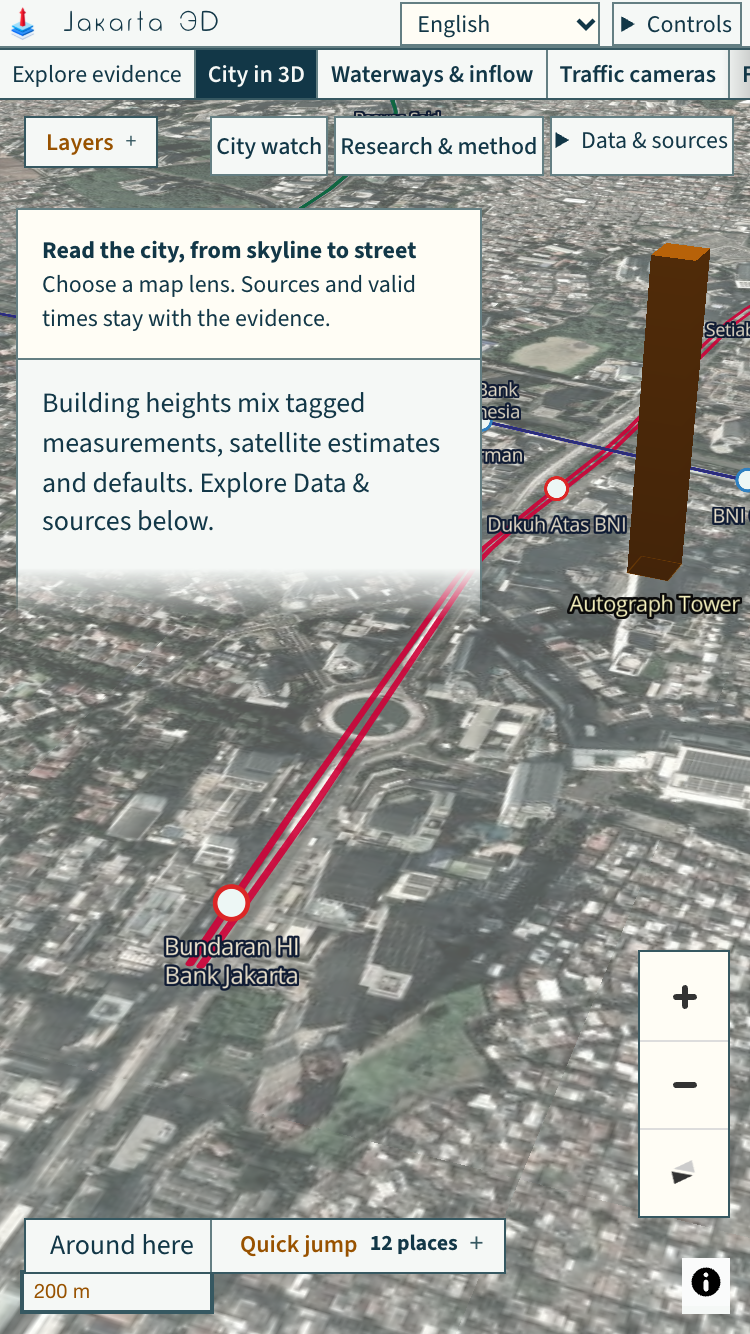 Jakarta 3D
English
Controls
Explore evidence
City in 3D
Waterways & inflow
Traffic cameras
Layers +
City watch
Research & method
Data & sources
Read the city, from skyline to street
Choose a map lens. Sources and valid
times stay with the evidence.
Building heights mix tagged
measurements, satellite estimates
and defaults. Explore Data &
sources below.
Bank
Dukuh Atas BNI
BNI
Autograph Tower
Bundaran HI
Bank Jakarta
+
−
Around here
Quick jump 12 places +
200 m